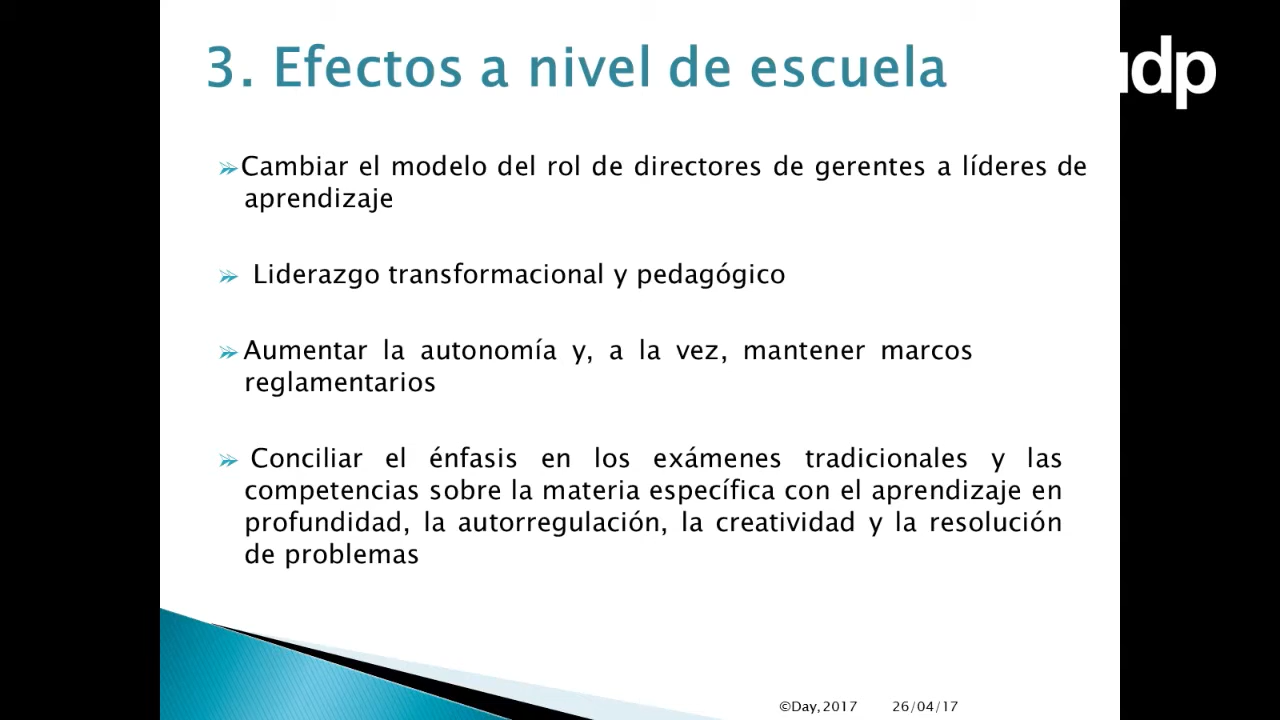 3. Efectos a nivel de escuela
udp
Cambiar el modelo del rol de directores de gerentes a líderes de
aprendizaje
Liderazgo transformacional y pedagógico
Aumentar la autonomía y, a la vez, mantener marcos
reglamentarios
Conciliar el énfasis en los exámenes tradicionales y las
competencias sobre la materia específica con el aprendizaje en
profundidad, la autorregulación, la creatividad y la resolución
de problemas
©Day, 2017 26/04/17